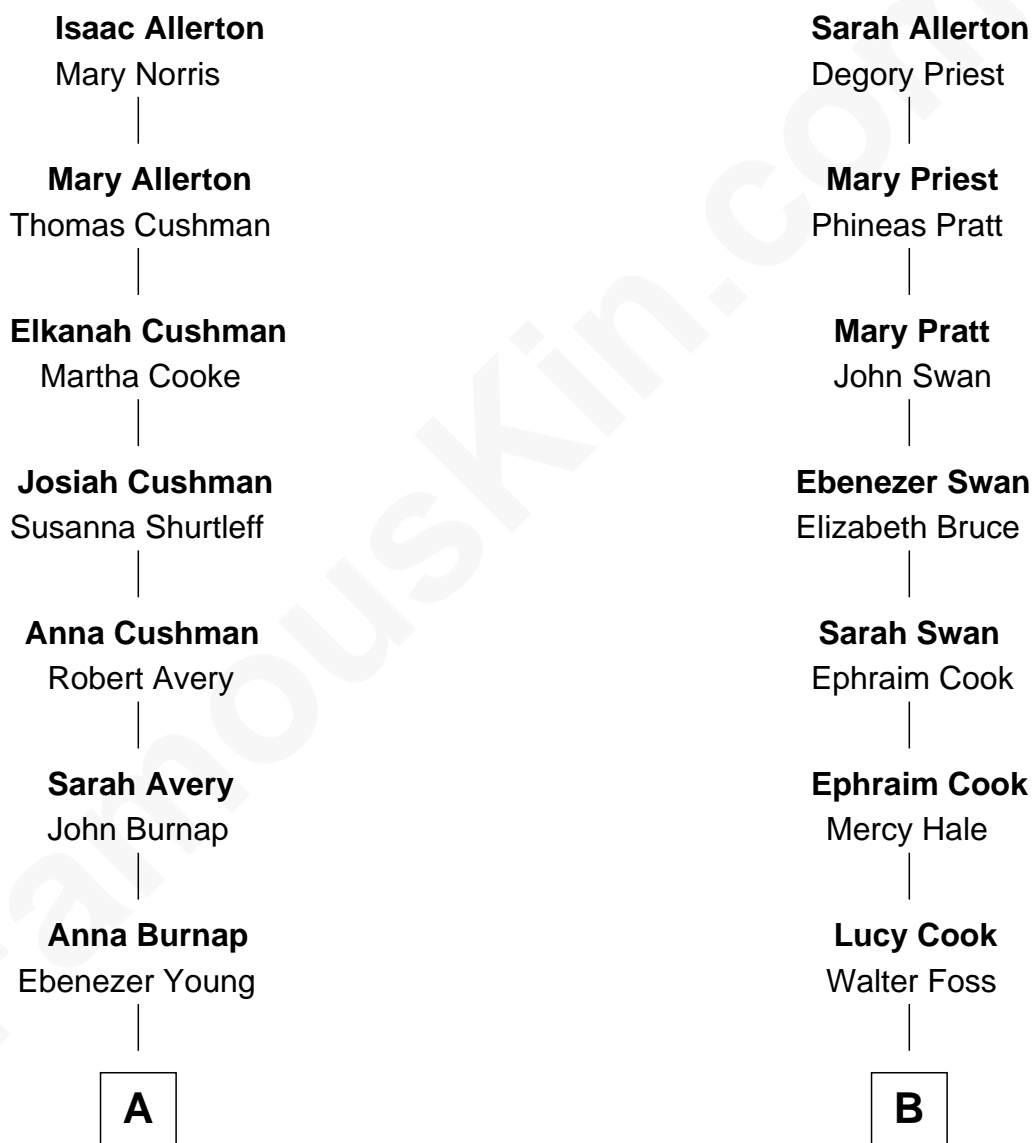 Isaac Allerton
Mary Norris
Mary Allerton
Thomas Cushman
Elkanah Cushman
Martha Cooke
Josiah Cushman
Susanna Shurtleff
Anna Cushman
Robert Avery
Sarah Avery
John Burnap
Anna Burnap
Ebenezer Young
A
Sarah Allerton
Degory Priest
Mary Priest
Phineas Pratt
Mary Pratt
John Swan
Ebenezer Swan
Elizabeth Bruce
Sarah Swan
Ephraim Cook
Ephraim Cook
Mercy Hale
Lucy Cook
Walter Foss
B
FamousKin.com